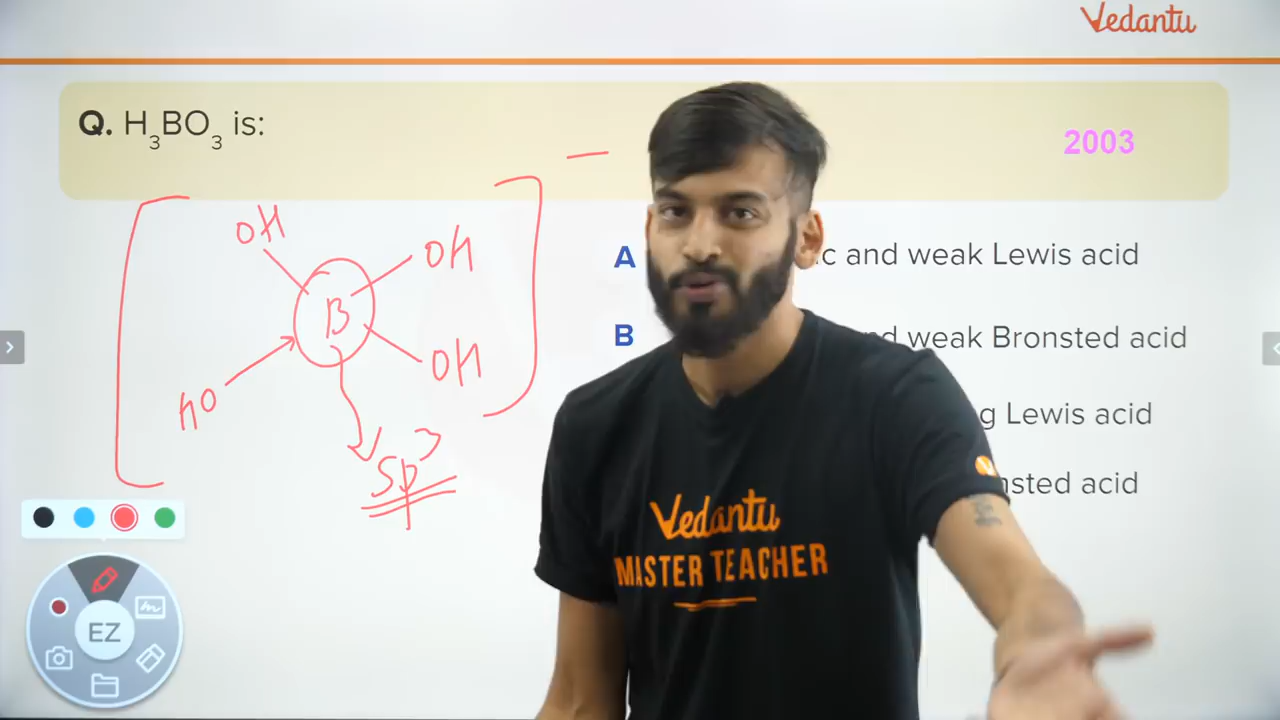 Vedantu
Q. H₃BO₃ is:
2003
OH
OH
B
OH
HO
sp³
A
c and weak Lewis acid
B
d weak Bronsted acid
g Lewis acid
nsted acid
Vedantu
MASTER TEACHER
EZ